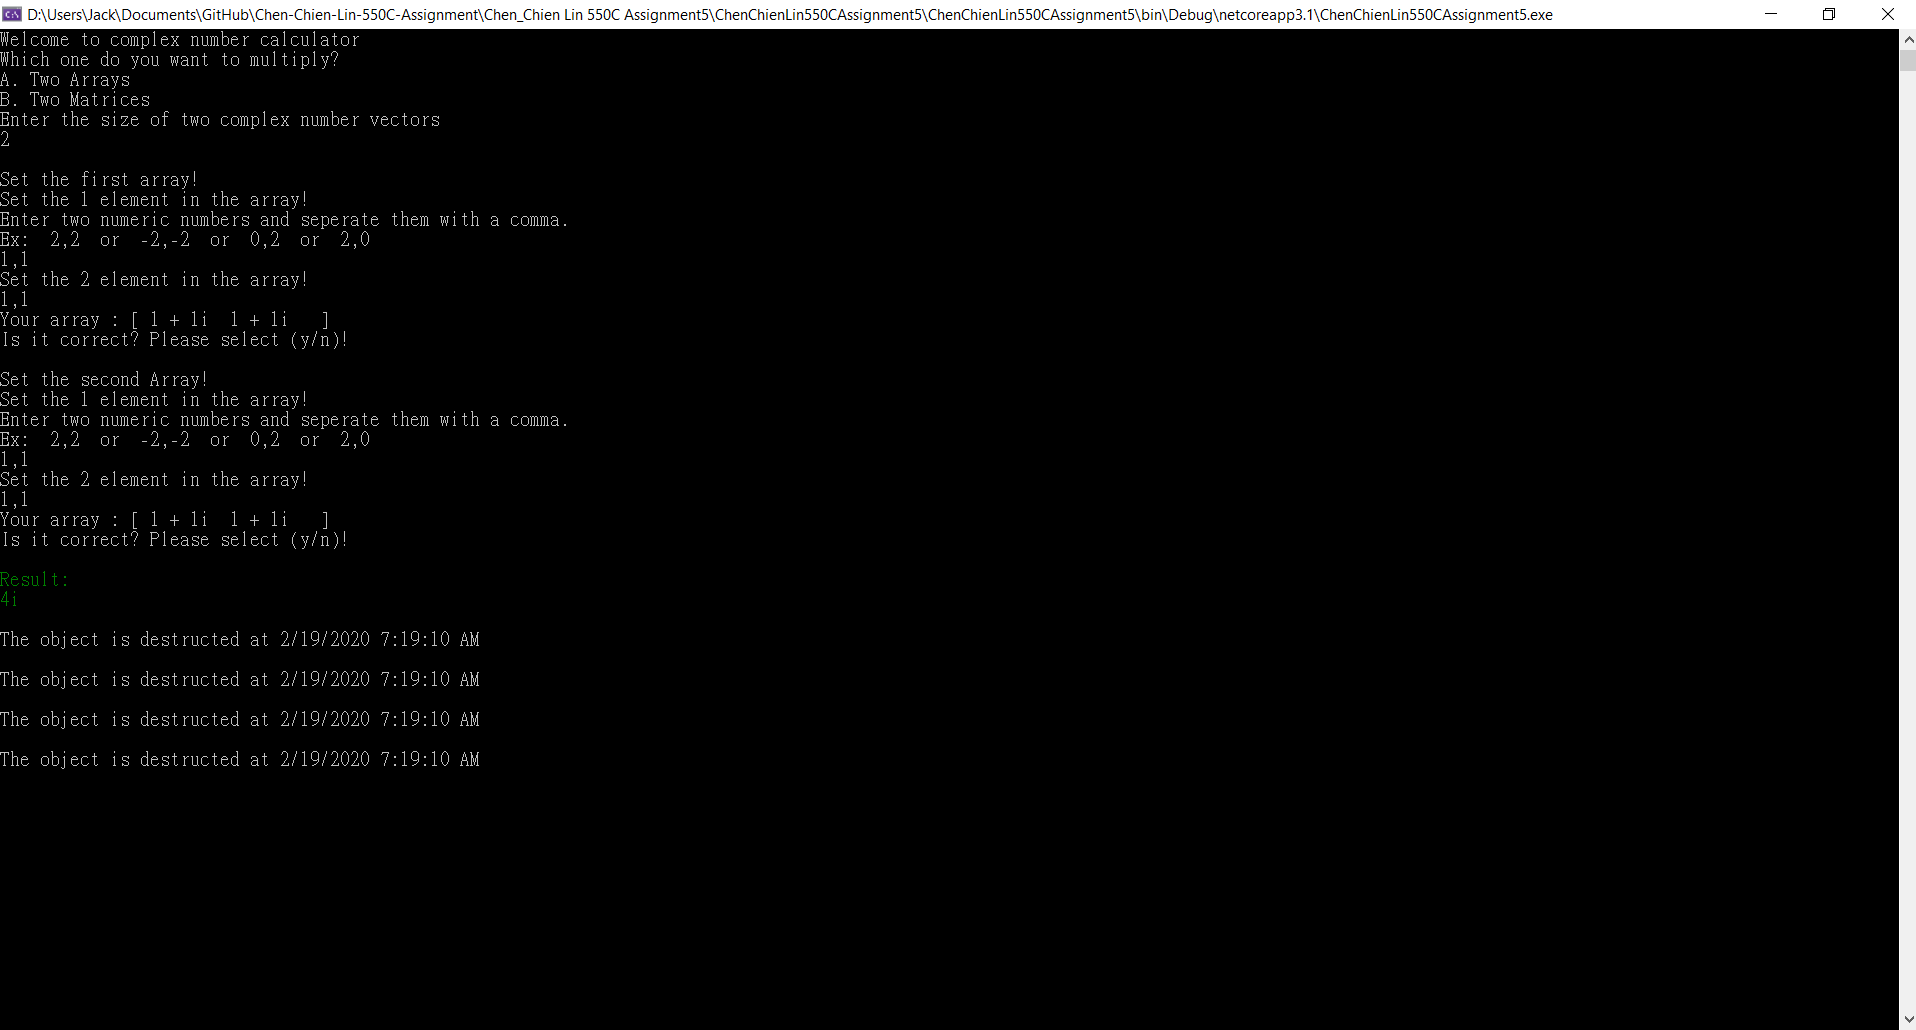 D:\Users\Jack\Documents\GitHub\Chen-Chien-Lin-550C-Assignment\Chen_Chien Lin 550C Assignment5\ChenChienLin550CAssignment5\ChenChienLin550CAssignment5\bin\Debug\netcoreapp3.1\ChenChienLin550CAssignment5.exe
Welcome to complex number calculator
Which one do you want to multiply?
A. Two Arrays
B. Two Matrices
Enter the size of two complex number vectors
2
Set the first array!
Set the 1 element in the array!
Enter two numeric numbers and seperate them with a comma.
Ex:  2,2  or  -2,-2  or  0,2  or  2,0
1,1
Set the 2 element in the array!
1,1
Your array : [ 1 + 1i  1 + 1i   ]
Is it correct? Please select (y/n)!
Set the second Array!
Set the 1 element in the array!
Enter two numeric numbers and seperate them with a comma.
Ex:  2,2  or  -2,-2  or  0,2  or  2,0
1,1
Set the 2 element in the array!
1,1
Your array : [ 1 + 1i  1 + 1i   ]
Is it correct? Please select (y/n)!
Result:
4i
The object is destructed at 2/19/2020 7:19:10 AM
The object is destructed at 2/19/2020 7:19:10 AM
The object is destructed at 2/19/2020 7:19:10 AM
The object is destructed at 2/19/2020 7:19:10 AM